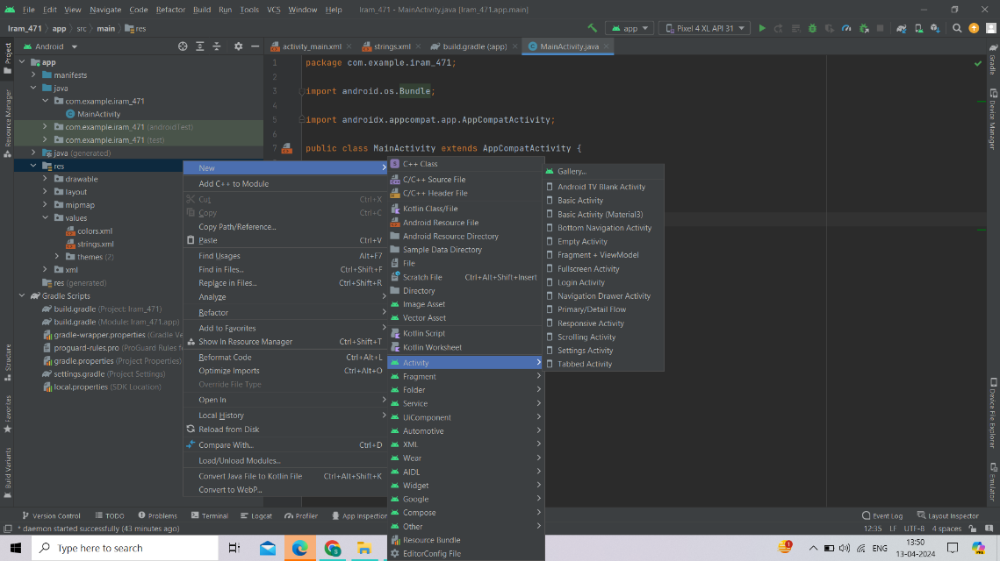 File Edit View Navigate Code Refactor Build Run Tools VCS Window Help Iram_471 - MainActivity.java [Iram_471.app.main]
Iram_471 app src main res
app Pixel 4 XL API 31
Android
activity_main.xml strings.xml build.gradle (:app) MainActivity.java
Project
Resource Manager
Structure
Favorites
Build Variants
app
manifests
java
com.example.iram_471
MainActivity
com.example.iram_471 (androidTest)
com.example.iram_471 (test)
java (generated)
res
drawable
layout
mipmap
values
colors.xml
strings.xml
themes (2)
xml
res (generated)
Gradle Scripts
build.gradle (Project: Iram_471)
build.gradle (Module: Iram_471.app)
gradle-wrapper.properties (Gradle Ve
proguard-rules.pro (ProGuard Rules f
gradle.properties (Project Properties)
settings.gradle (Project Settings)
local.properties (SDK Location)
1 package com.example.iram_471;
2
3 import android.os.Bundle;
4
5 import androidx.appcompat.app.AppCompatActivity;
6
7 public class MainActivity extends AppCompatActivity {
New
Add C++ to Module
Cut Ctrl+X
Copy Ctrl+C
Copy Path/Reference...
Paste Ctrl+V
Find Usages Alt+F7
Find in Files... Ctrl+Shift+F
Replace in Files... Ctrl+Shift+R
Analyze
Refactor
Add to Favorites
Show In Resource Manager Ctrl+Shift+T
Reformat Code Ctrl+Alt+L
Optimize Imports Ctrl+Alt+O
Override File Type
Open In
Local History
Reload from Disk
Compare With... Ctrl+D
Load/Unload Modules...
Convert Java File to Kotlin File Ctrl+Alt+Shift+K
Convert to WebP...
C++ Class
C/C++ Source File
C/C++ Header File
Kotlin Class/File
Android Resource File
Android Resource Directory
Sample Data Directory
File
Scratch File Ctrl+Alt+Shift+Insert
Directory
Image Asset
Vector Asset
Kotlin Script
Kotlin Worksheet
Activity
Fragment
Folder
Service
UiComponent
Automotive
XML
Wear
AIDL
Widget
Google
Compose
Other
Resource Bundle
EditorConfig File
Gallery...
Android TV Blank Activity
Basic Activity
Basic Activity (Material3)
Bottom Navigation Activity
Empty Activity
Fragment + ViewModel
Fullscreen Activity
Login Activity
Navigation Drawer Activity
Primary/Detail Flow
Responsive Activity
Scrolling Activity
Settings Activity
Tabbed Activity
Gradle
Device Manager
Device File Explorer
Emulator
Version Control TODO Problems Terminal Logcat Profiler App Inspection Event Log Layout Inspector
* daemon started successfully (43 minutes ago) 12:35 LF UTF-8 4 spaces
Type here to search
ENG
13:50
13-04-2024